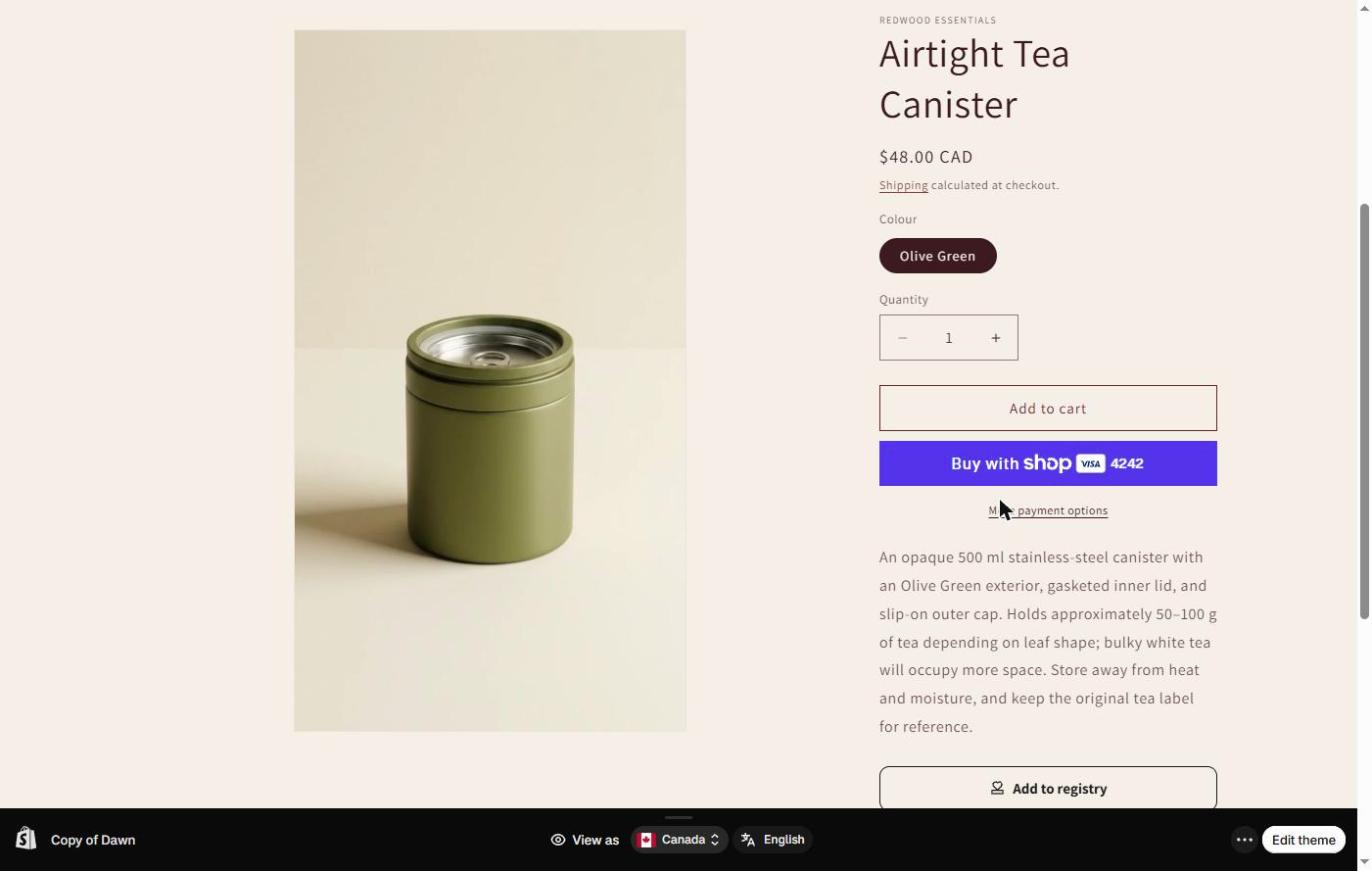 REDWOOD ESSENTIALS
Airtight Tea
Canister
$48.00 CAD
Shipping calculated at checkout.
Colour
Olive Green
Quantity
1
Add to cart
Buy with shop VISA 4242
payment options
An opaque 500 ml stainless-steel canister with
an Olive Green exterior, gasketed inner lid, and
slip-on outer cap. Holds approximately 50–100 g
of tea depending on leaf shape; bulky white tea
will occupy more space. Store away from heat
and moisture, and keep the original tea label
for reference.
Add to registry
Copy of Dawn
View as
Canada
English
Edit theme